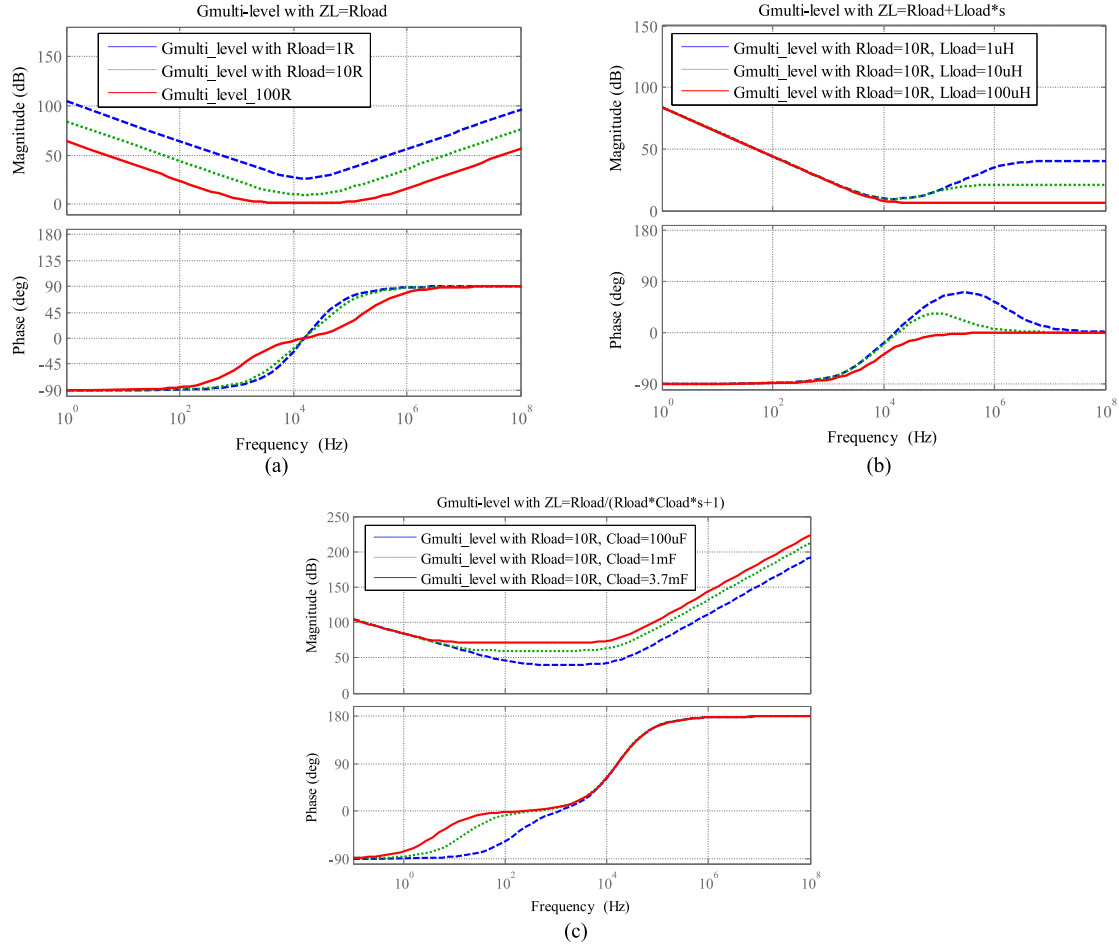 Gmulti-level with ZL=Rload
Gmulti_level with Rload=1R
Gmulti_level with Rload=10R
Gmulti_level_100R
Magnitude (dB)
150
100
50
0
Phase (deg)
180
135
90
45
0
-45
-90
10^0
10^2
10^4
10^6
10^8
Frequency (Hz)
(a)
Gmulti-level with ZL=Rload+Lload*s
Gmulti_level with Rload=10R, Lload=1uH
Gmulti_level with Rload=10R, Lload=10uH
Gmulti_level with Rload=10R, Lload=100uH
Magnitude (dB)
150
100
50
0
Phase (deg)
180
90
0
-90
10^0
10^2
10^4
10^6
10^8
Frequency (Hz)
(b)
Gmulti-level with ZL=Rload/(Rload*Cload*s+1)
Gmulti_level with Rload=10R, Cload=100uF
Gmulti_level with Rload=10R, Cload=1mF
Gmulti_level with Rload=10R, Cload=3.7mF
Magnitude (dB)
250
200
150
100
50
0
Phase (deg)
180
90
0
-90
10^0
10^2
10^4
10^6
10^8
Frequency (Hz)
(c)